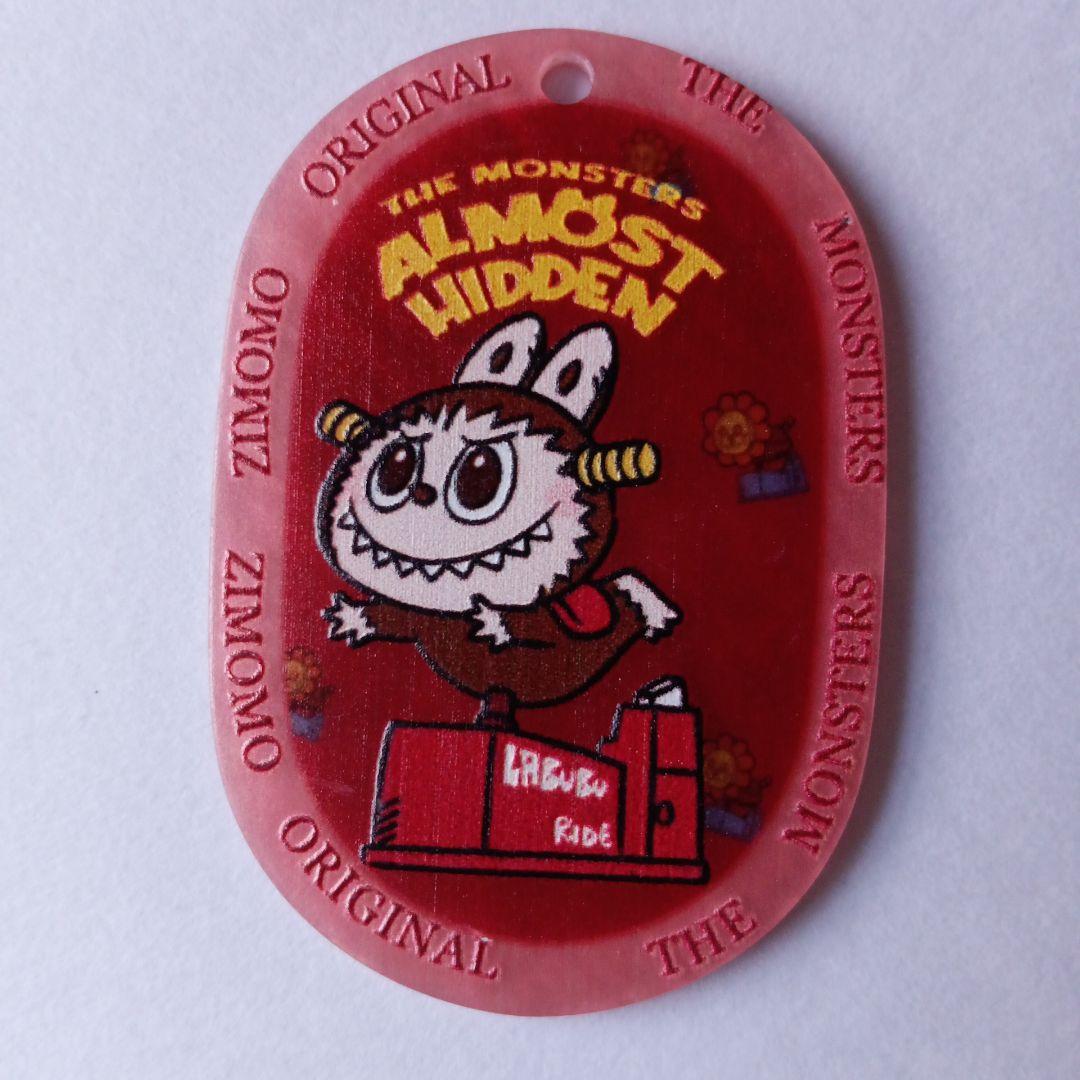 ORIGINAL THE
MONSTERS
MONSTERS
THE
ORIGINAL
ZIMOMO
ZIMOMO
THE MONSTERS
ALMOST
HIDDEN
LABUBU
RIDE